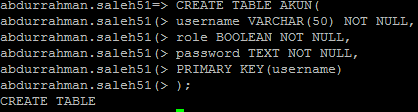 abdurrahman.saleh51=> CREATE TABLE AKUN(
abdurrahman.saleh51(> username VARCHAR(50) NOT NULL,
abdurrahman.saleh51(> role BOOLEAN NOT NULL,
abdurrahman.saleh51(> password TEXT NOT NULL,
abdurrahman.saleh51(> PRIMARY KEY(username)
abdurrahman.saleh51(> );
CREATE TABLE